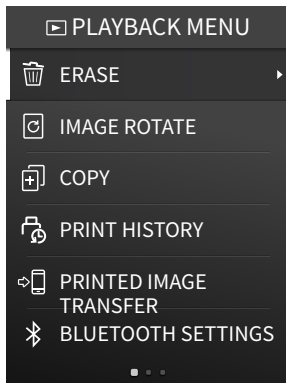 PLAYBACK MENU
ERASE
IMAGE ROTATE
COPY
PRINT HISTORY
PRINTED IMAGE
TRANSFER
BLUETOOTH SETTINGS